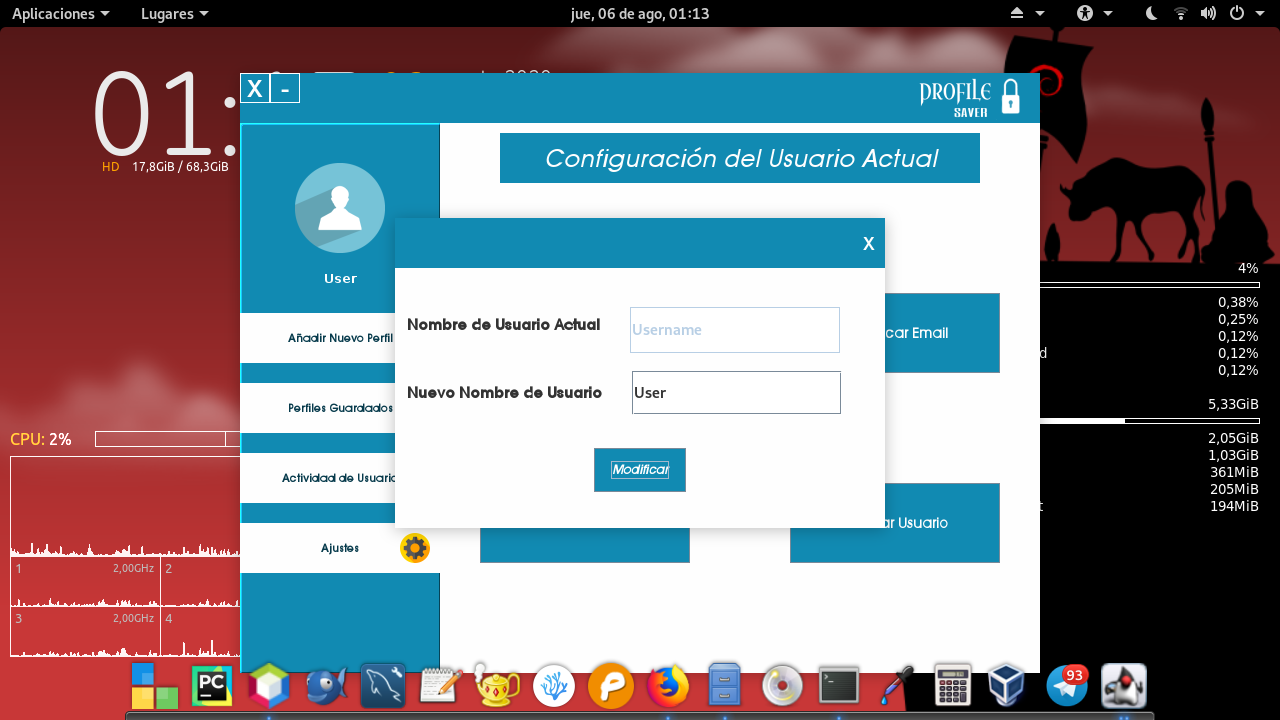 Aplicaciones
Lugares
jue, 06 de ago, 01:13
01:
2020
HD 17,8GiB / 68,3GiB
X -
PROFILE
SAVER
Configuración del Usuario Actual
User
Añadir Nuevo Perfil
Perfiles Guardados
Actividad de Usuario
Ajustes
X
Nombre de Usuario Actual
Username
Nuevo Nombre de Usuario
User
Modificar
car Email
ar Usuario
4%
0,38%
0,25%
0,12%
d 0,12%
0,12%
5,33GiB
2,05GiB
1,03GiB
361MiB
205MiB
t 194MiB
CPU: 2%
1 2,00GHz 2
3 2,00GHz 4
PC
93